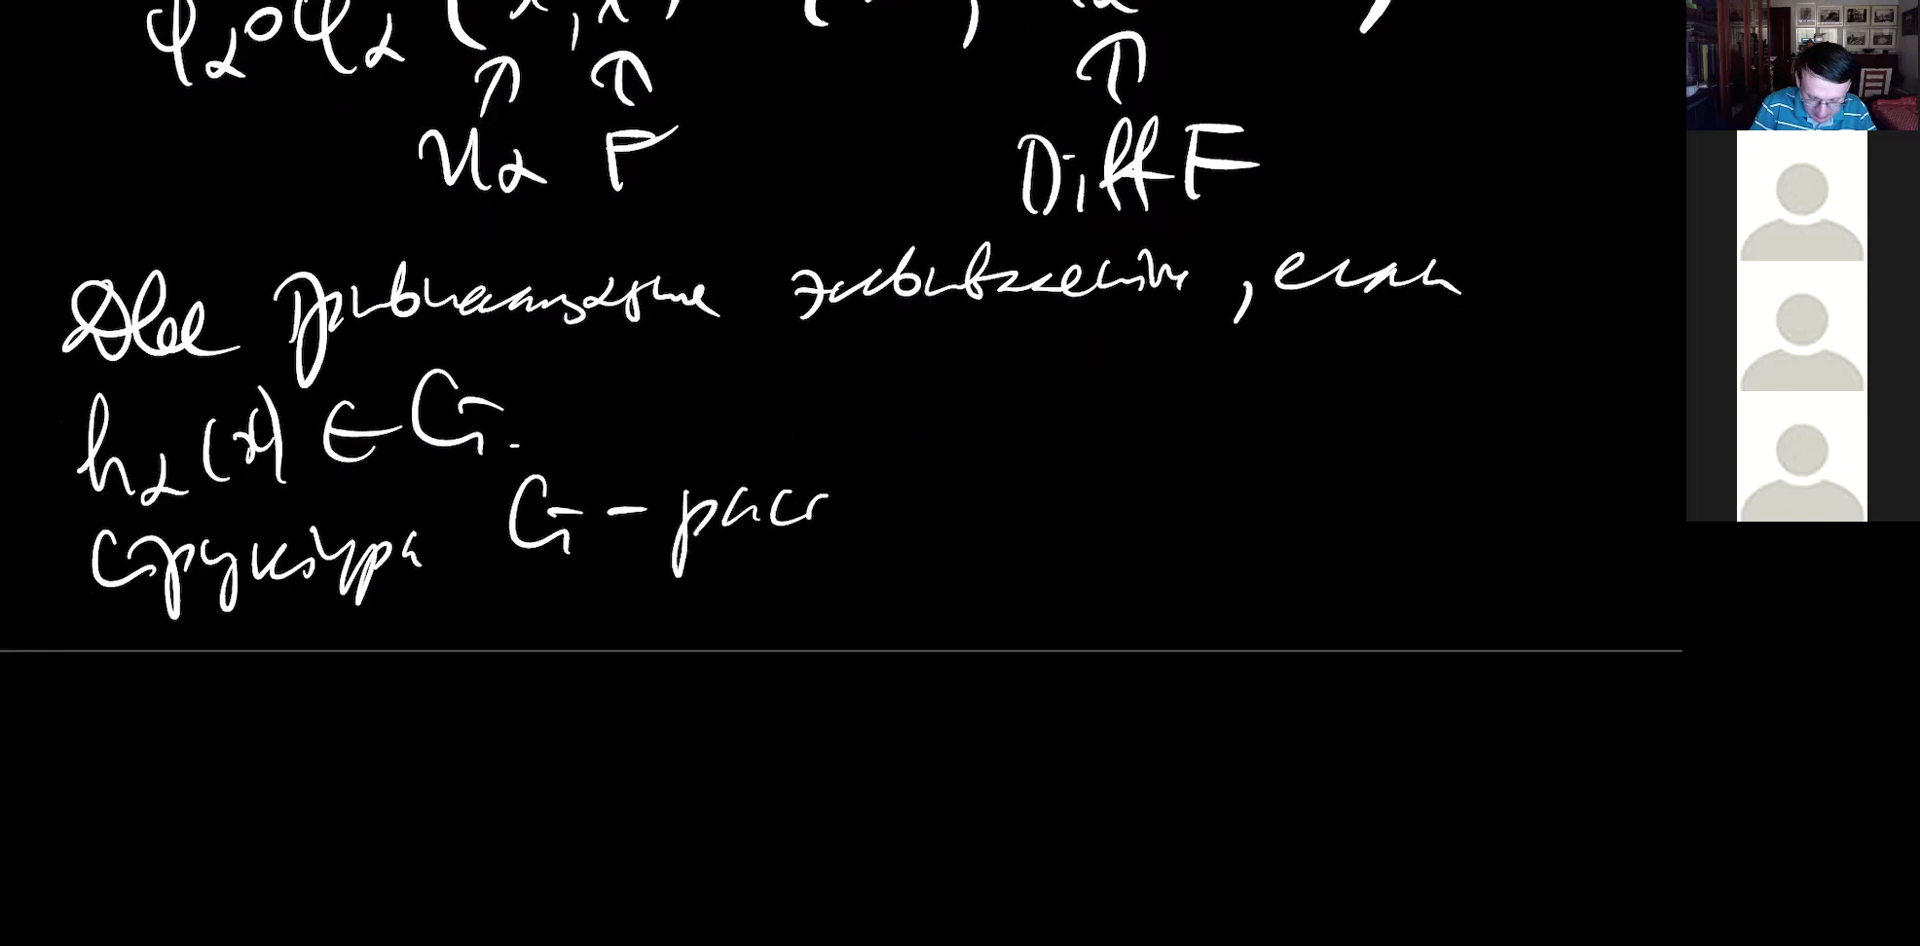 φ_α ∘ φ_α (x, x) (
↑ ↑ ↑
U_α F Diff F
Две тривиализации эквивалентны, если
h_α(x) ∈ G.
структура G – расс